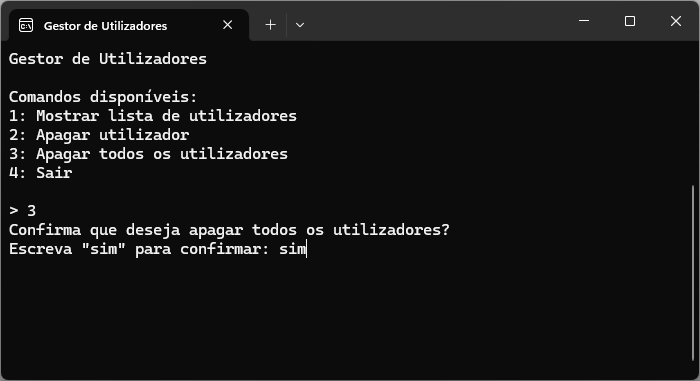 Gestor de Utilizadores
Gestor de Utilizadores
Comandos disponíveis:
1: Mostrar lista de utilizadores
2: Apagar utilizador
3: Apagar todos os utilizadores
4: Sair
> 3
Confirma que deseja apagar todos os utilizadores?
Escreva "sim" para confirmar: sim